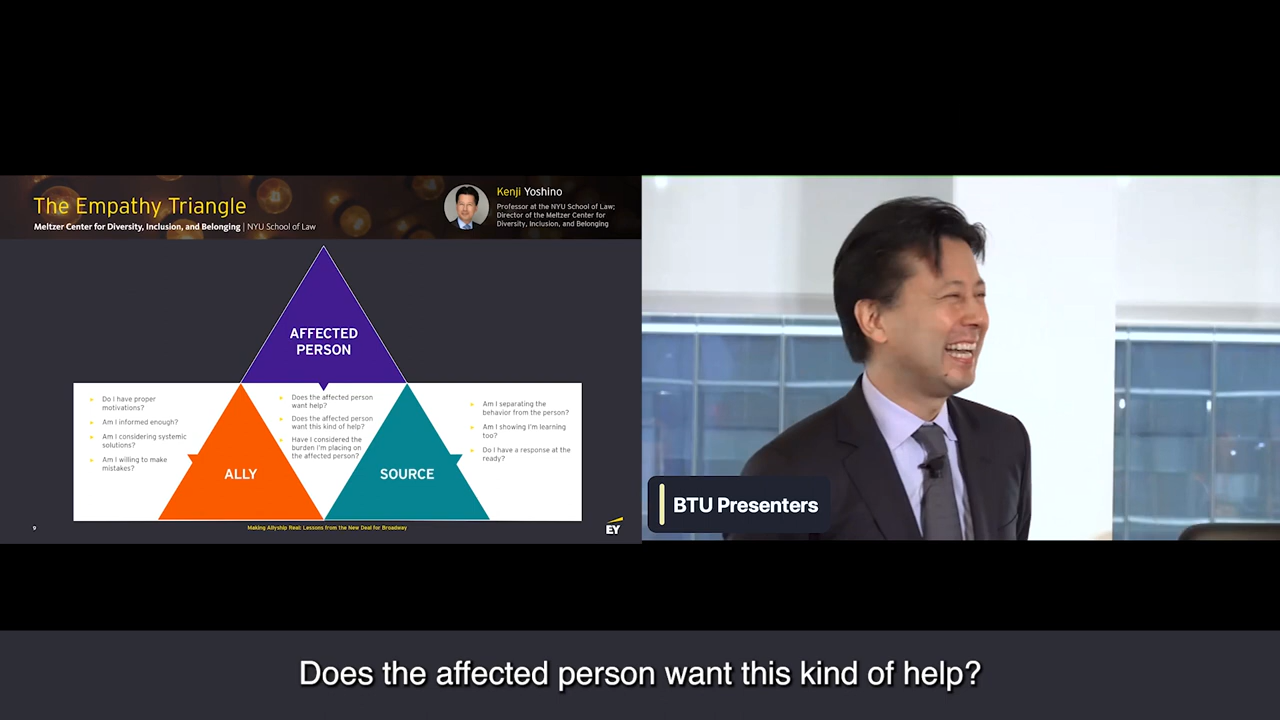 The Empathy Triangle
Meltzer Center for Diversity, Inclusion, and Belonging | NYU School of Law
Kenji Yoshino
Professor at the NYU School of Law;
Director of the Meltzer Center for
Diversity, Inclusion, and Belonging
AFFECTED
PERSON
Do I have proper
motivations?
Am I informed enough?
Am I considering systemic
solutions?
Am I willing to make
mistakes?
ALLY
Does the affected person
want help?
Does the affected person
want this kind of help?
Have I considered the
burden I'm placing on
the affected person?
SOURCE
Am I separating the
behavior from the person?
Am I showing I'm learning
too?
Do I have a response at the
ready?
9
Making Allyship Real: Lessons from the New Deal for Broadway
EY
BTU Presenters
Does the affected person want this kind of help?